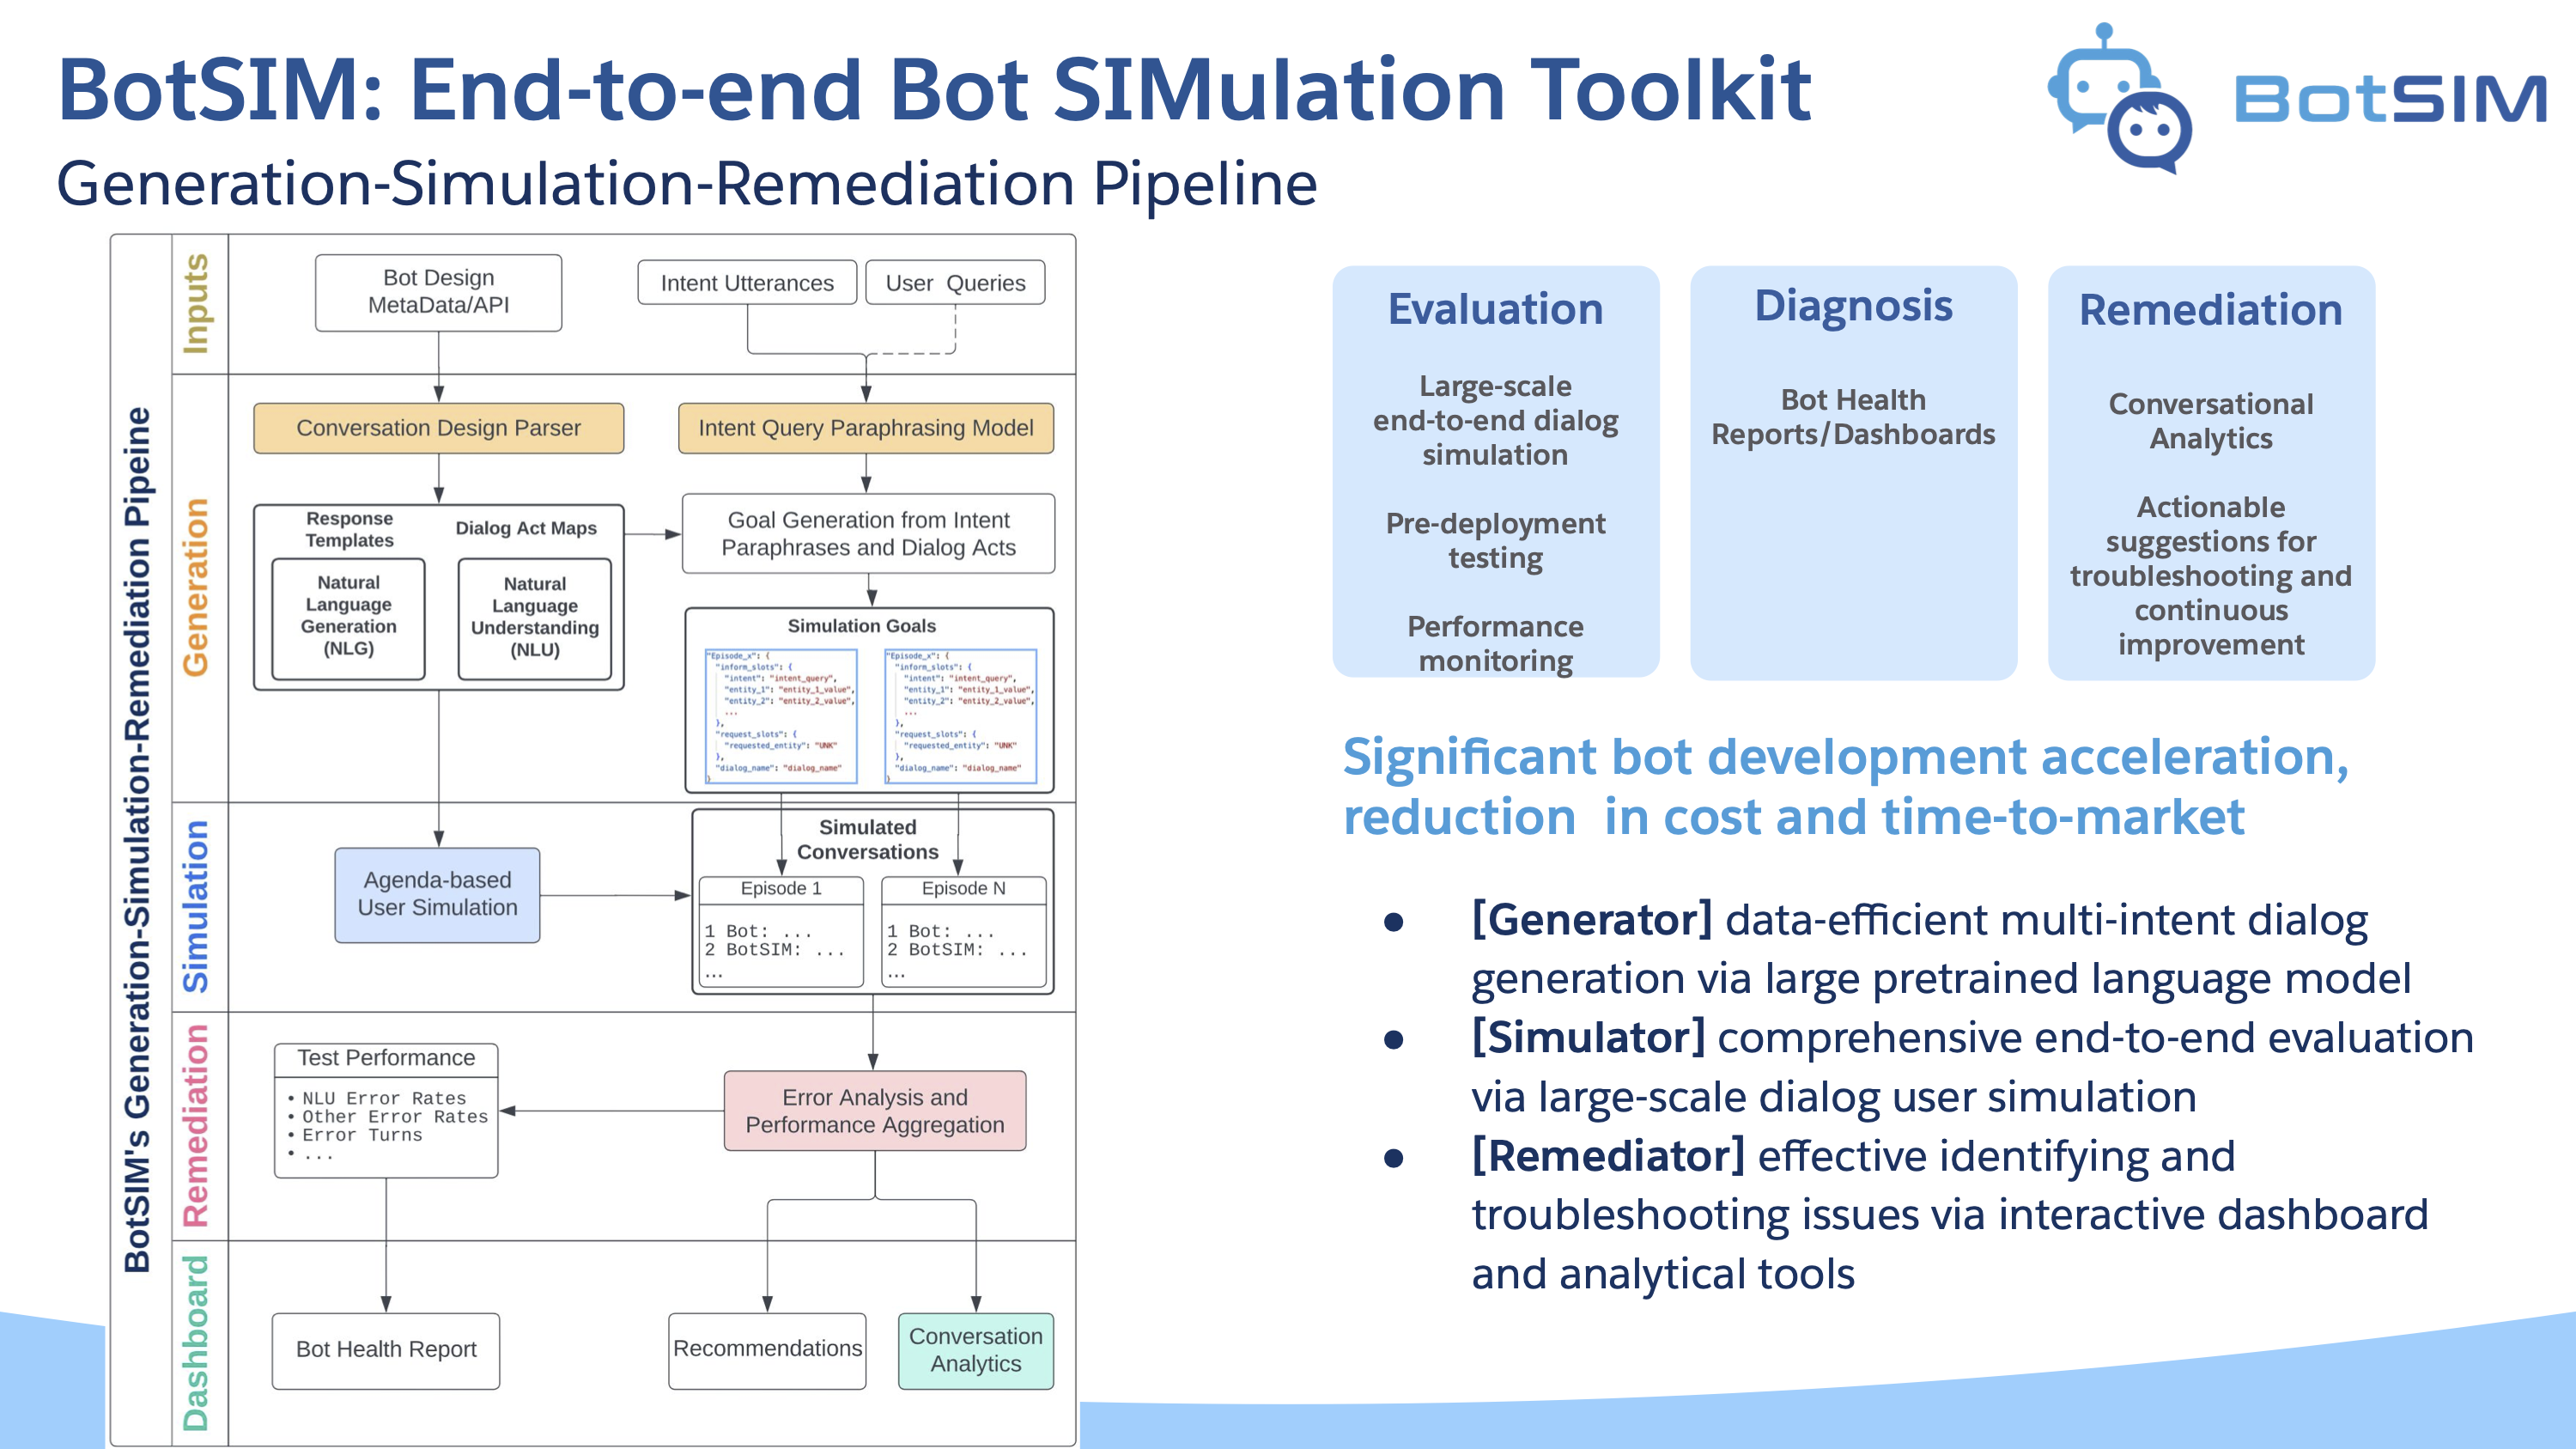 BotSIM: End-to-end Bot SIMulation Toolkit
Generation-Simulation-Remediation Pipeline
BotSIM
BotSIM's Generation-Simulation-Remediation Pipeine
Inputs
Bot Design
MetaData/API
Intent Utterances
User Queries
Generation
Conversation Design Parser
Intent Query Paraphrasing Model
Response
Templates
Dialog Act Maps
Natural
Language
Generation
(NLG)
Natural
Language
Understanding
(NLU)
Goal Generation from Intent
Paraphrases and Dialog Acts
Simulation Goals
"Episode_x": {
"inform_slots": {
"intent": "intent_query",
"entity_1": "entity_1_value",
"entity_2": "entity_2_value",
...
},
"request_slots": {
"requested_entity": "UNK"
},
"dialog_name": "dialog_name"
}
"Episode_x": {
"inform_slots": {
"intent": "intent_query",
"entity_1": "entity_1_value",
"entity_2": "entity_2_value",
...
},
"request_slots": {
"requested_entity": "UNK"
},
"dialog_name": "dialog_name"
}
Simulation
Agenda-based
User Simulation
Simulated
Conversations
Episode 1
1 Bot: ...
2 BotSIM: ...
...
Episode N
1 Bot: ...
2 BotSIM: ...
...
Remediation
Test Performance
• NLU Error Rates
• Other Error Rates
• Error Turns
• ...
Error Analysis and
Performance Aggregation
Dashboard
Bot Health Report
Recommendations
Conversation
Analytics
Evaluation
Large-scale
end-to-end dialog
simulation
Pre-deployment
testing
Performance
monitoring
Diagnosis
Bot Health
Reports/Dashboards
Remediation
Conversational
Analytics
Actionable
suggestions for
troubleshooting and
continuous
improvement
Significant bot development acceleration,
reduction in cost and time-to-market
● [Generator] data-efficient multi-intent dialog
generation via large pretrained language model
● [Simulator] comprehensive end-to-end evaluation
via large-scale dialog user simulation
● [Remediator] effective identifying and
troubleshooting issues via interactive dashboard
and analytical tools